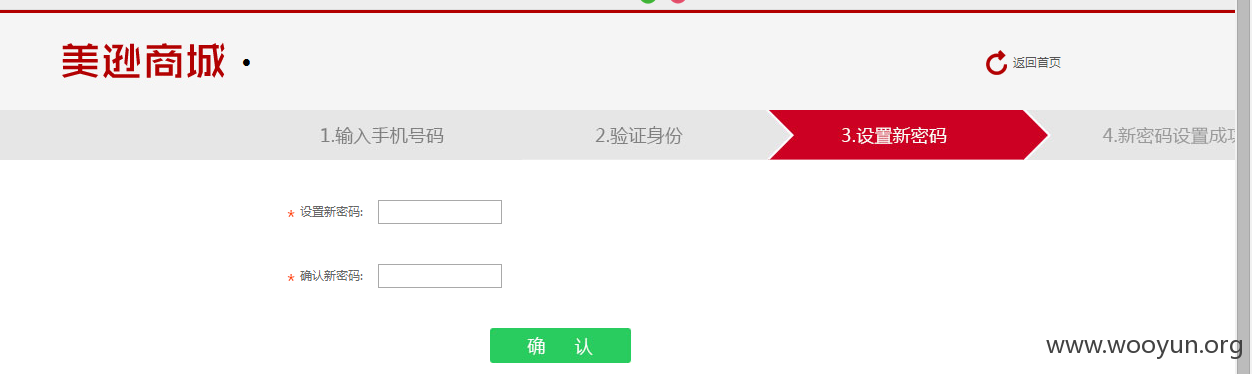 美逊商城
返回首页
1.输入手机号码
2.验证身份
3.设置新密码
4.新密码设置成
* 设置新密码:
* 确认新密码:
确 认
www.wooyun.org